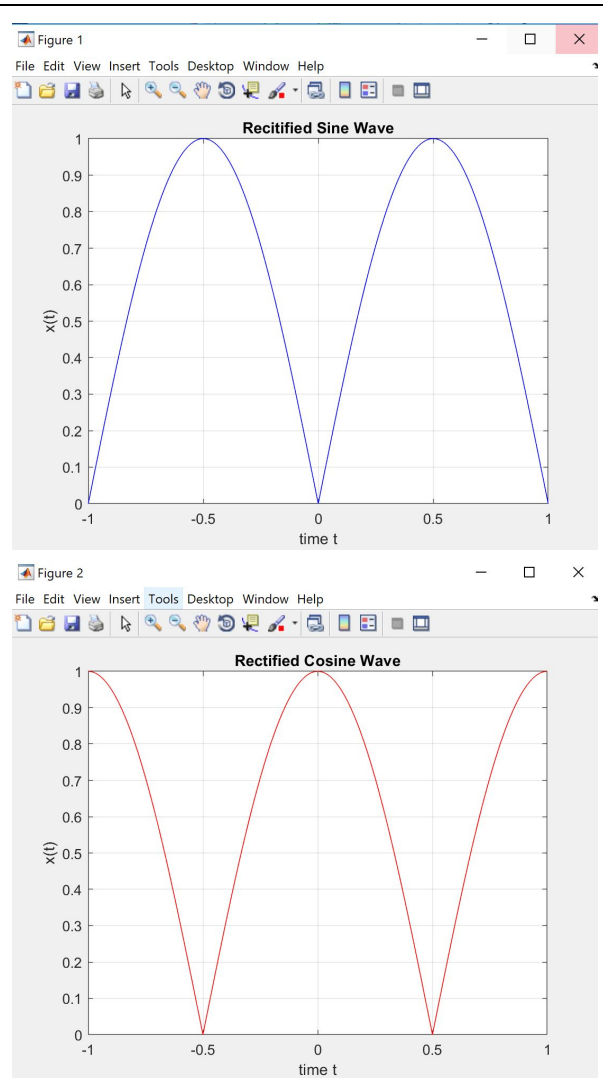 Figure 1
File Edit View Insert Tools Desktop Window Help
Recitified Sine Wave
1
0.9
0.8
0.7
0.6
0.5
0.4
0.3
0.2
0.1
0
x(t)
-1 -0.5 0 0.5 1
time t
Figure 2
File Edit View Insert Tools Desktop Window Help
Rectified Cosine Wave
1
0.9
0.8
0.7
0.6
0.5
0.4
0.3
0.2
0.1
0
x(t)
-1 -0.5 0 0.5 1
time t